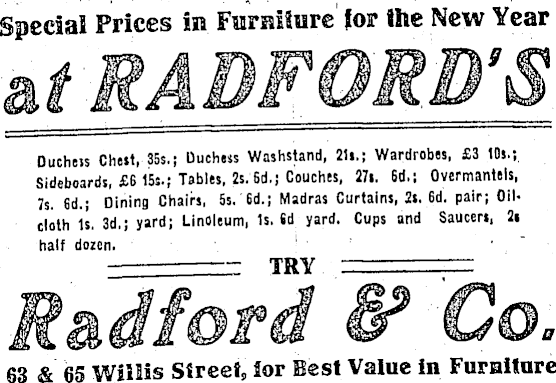 Special Prices in Furniture for the New Year
at RADFORD'S
Duchess Chest, 35s.; Duchess Washstand, 21s.; Wardrobes, £3 10s.;
Sideboards, £6 15s.; Tables, 2s. 6d.; Couches, 27s. 6d.; Overmantels,
7s. 6d.; Dining Chairs, 5s. 6d.; Madras Curtains, 2s. 6d. pair; Oil-
cloth 1s. 3d.; yard; Linoleum, 1s. 6d yard. Cups and Saucers, 2s
half dozen.
TRY
Radford & Co.
63 & 65 Willis Street, for Best Value in Furniture